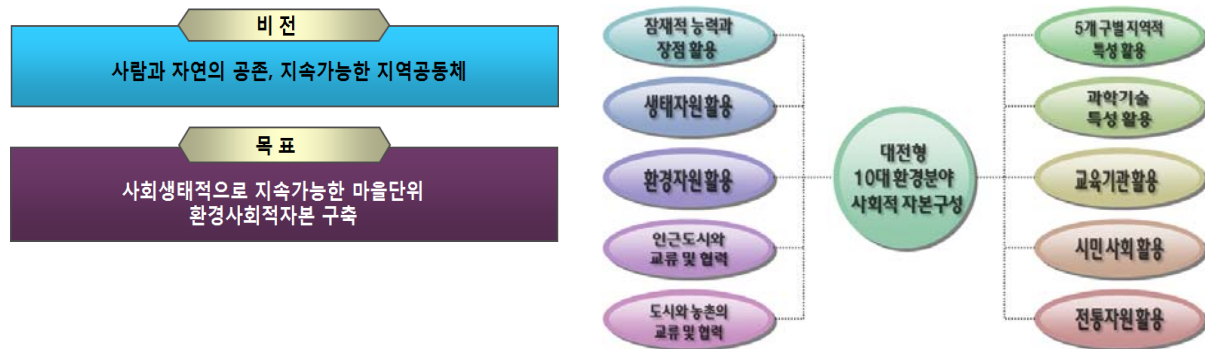 비 전
사람과 자연의 공존, 지속가능한 지역공동체
목 표
사회생태적으로 지속가능한 마을단위
환경사회적자본 구축
잠재적 능력과
장점 활용
생태자원 활용
환경자원 활용
인근도시와
교류 및 협력
도시와 농촌의
교류 및 협력
대전형
10대 환경분야
사회적 자본구성
5개 구별 지역적
특성 활용
과학기술
특성 활용
교육기관 활용
시민 사회 활용
전통자원 활용